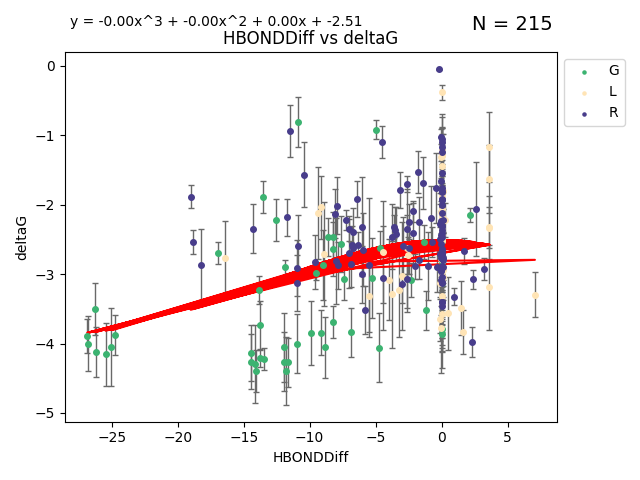 y = -0.00x^3 + -0.00x^2 + 0.00x + -2.51
N = 215
HBONDDiff vs deltaG
G
L
R
deltaG
0
−1
−2
−3
−4
−5
−25 −20 −15 −10 −5 0 5
HBONDDiff